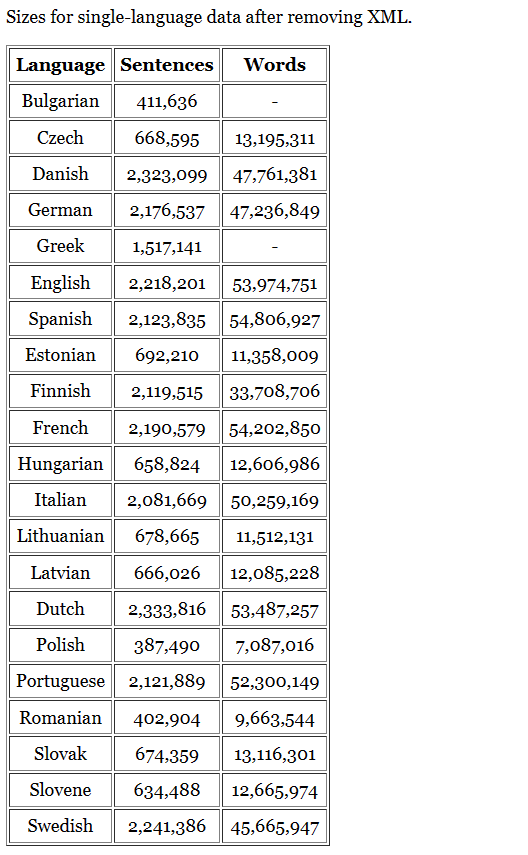 Sizes for single-language data after removing XML.
Language Sentences Words
Bulgarian 411,636 -
Czech 668,595 13,195,311
Danish 2,323,099 47,761,381
German 2,176,537 47,236,849
Greek 1,517,141 -
English 2,218,201 53,974,751
Spanish 2,123,835 54,806,927
Estonian 692,210 11,358,009
Finnish 2,119,515 33,708,706
French 2,190,579 54,202,850
Hungarian 658,824 12,606,986
Italian 2,081,669 50,259,169
Lithuanian 678,665 11,512,131
Latvian 666,026 12,085,228
Dutch 2,333,816 53,487,257
Polish 387,490 7,087,016
Portuguese 2,121,889 52,300,149
Romanian 402,904 9,663,544
Slovak 674,359 13,116,301
Slovene 634,488 12,665,974
Swedish 2,241,386 45,665,947